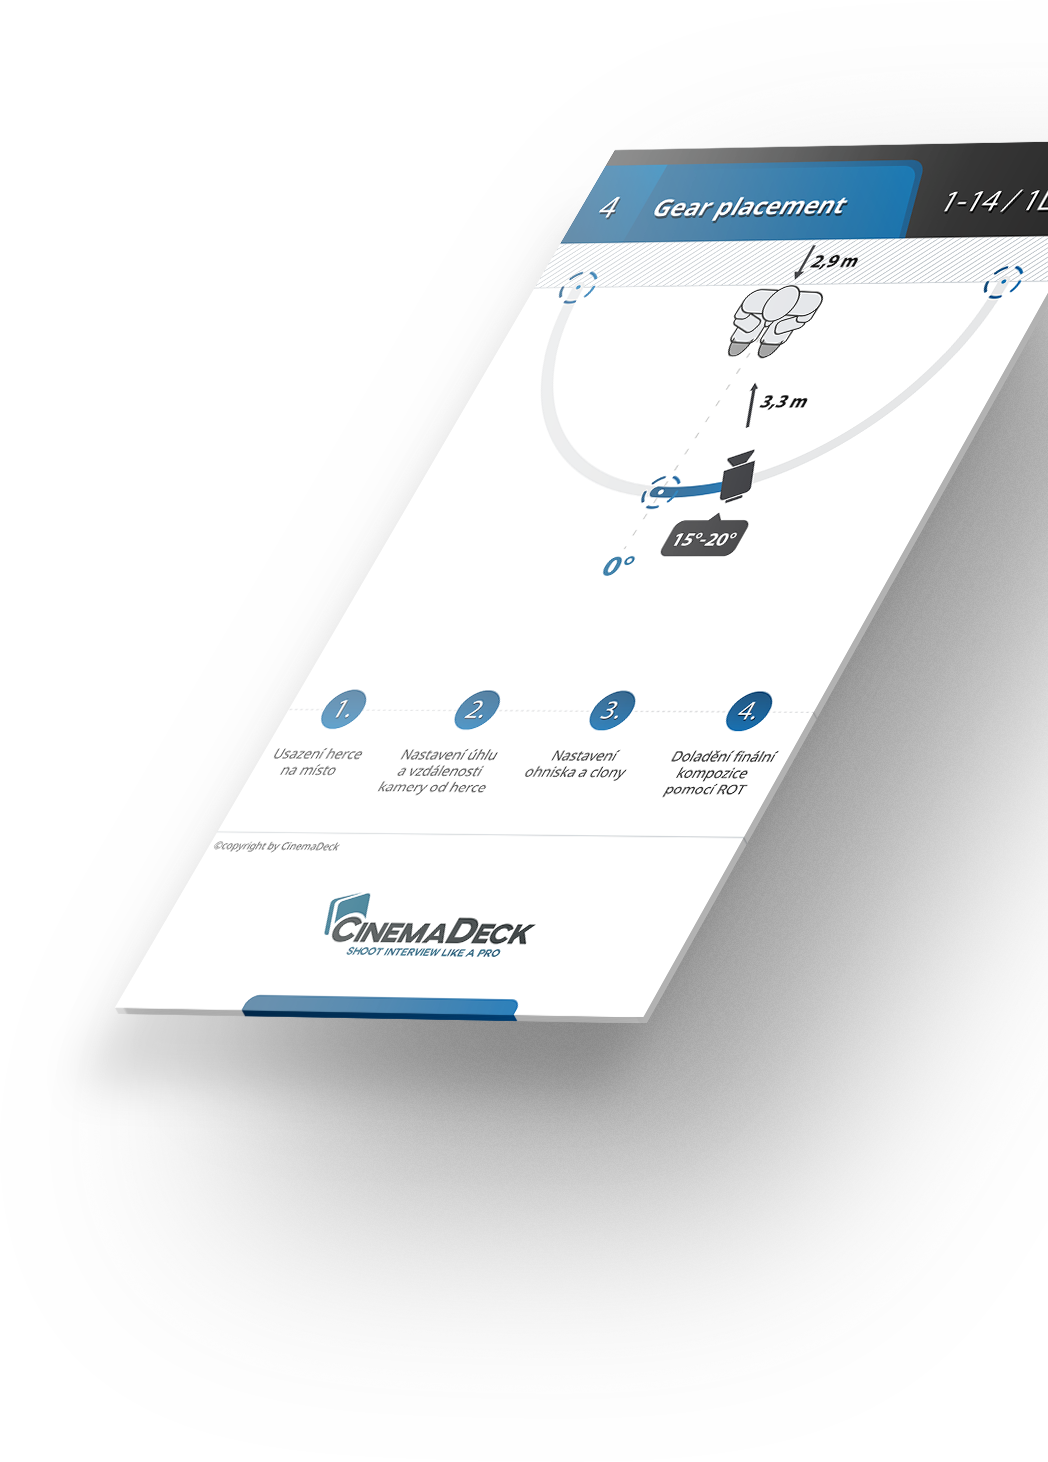 4 Gear placement 1-14 / 1
2,9 m
3,3 m
15°-20°
0°
1. 2. 3. 4.
Usazení herce
na místo
Nastavení úhlu
a vzdálenosti
kamery od herce
Nastavení
ohniska a clony
Doladění finální
kompozice
pomocí ROT
©copyright by CinemaDeck
CINEMADECK
SHOOT INTERVIEW LIKE A PRO